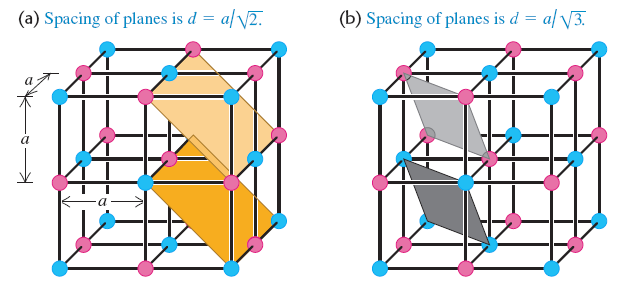 (a) Spacing of planes is d = a/√2.
(b) Spacing of planes is d = a/√3.
a
a
a